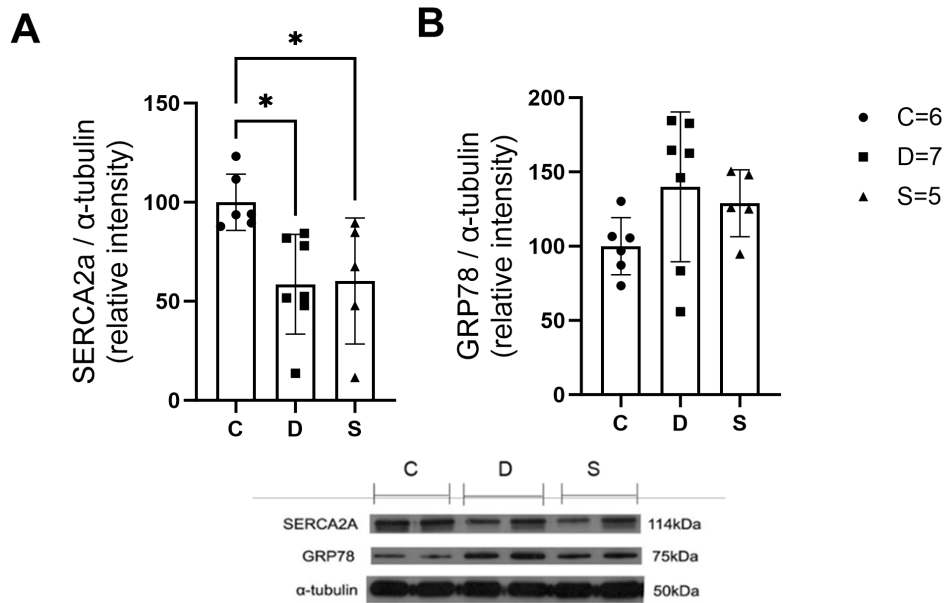 A
B
*
*
SERCA2a / α-tubulin
(relative intensity)
150
100
50
0
C D S
GRP78 / α-tubulin
(relative intensity)
200
150
100
50
0
C D S
C=6
D=7
S=5
C D S
SERCA2A 114kDa
GRP78 75kDa
α-tubulin 50kDa